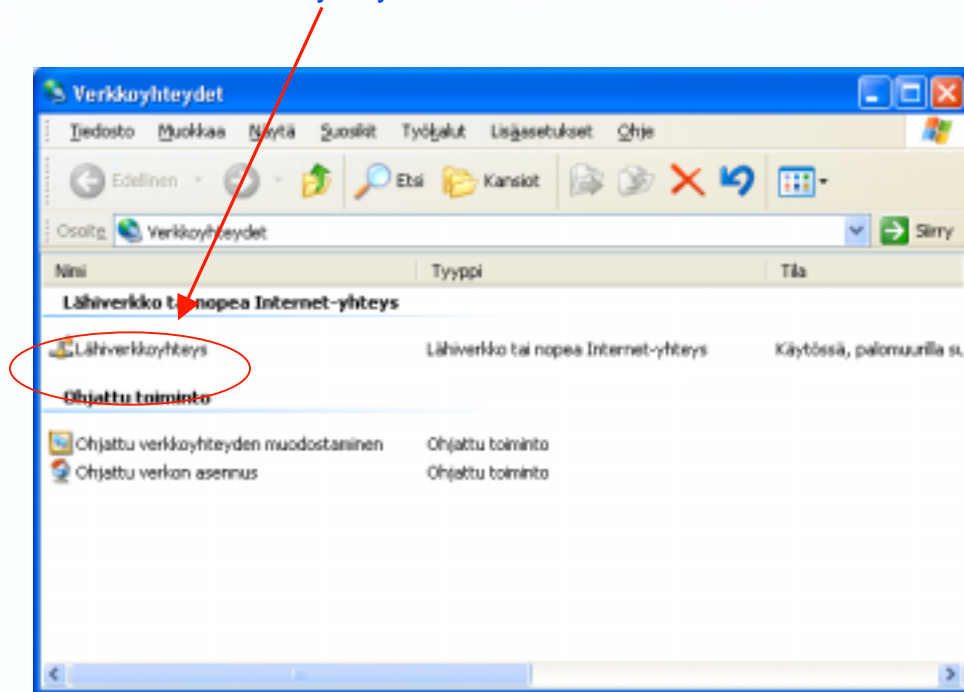 Verkkoyhteydet
Tiedosto Muokkaa Näytä Suosikit Työkalut Lisäasetukset Ohje
Edellinen Etsi Kansiot
Osoite Verkkoyhteydet Siirry
Nimi Tyyppi Tila
Lähiverkko tai nopea Internet-yhteys
Lähiverkkoyhteys Lähiverkko tai nopea Internet-yhteys Käytössä, palomuurilla su
Ohjattu toiminto
Ohjattu verkkoyhteyden muodostaminen Ohjattu toiminto
Ohjattu verkon asennus Ohjattu toiminto